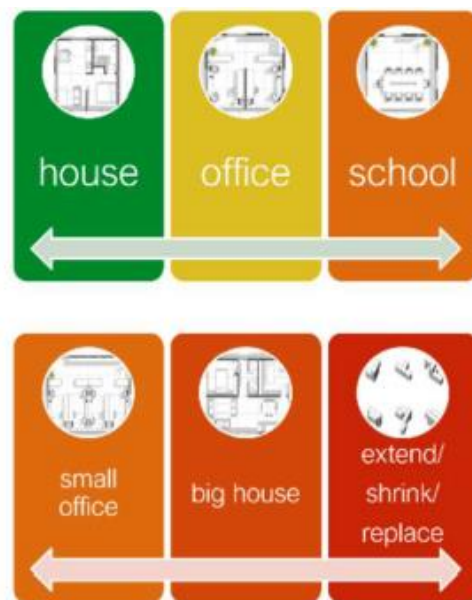 house
office
school
small
office
big house
extend/
shrink/
replace